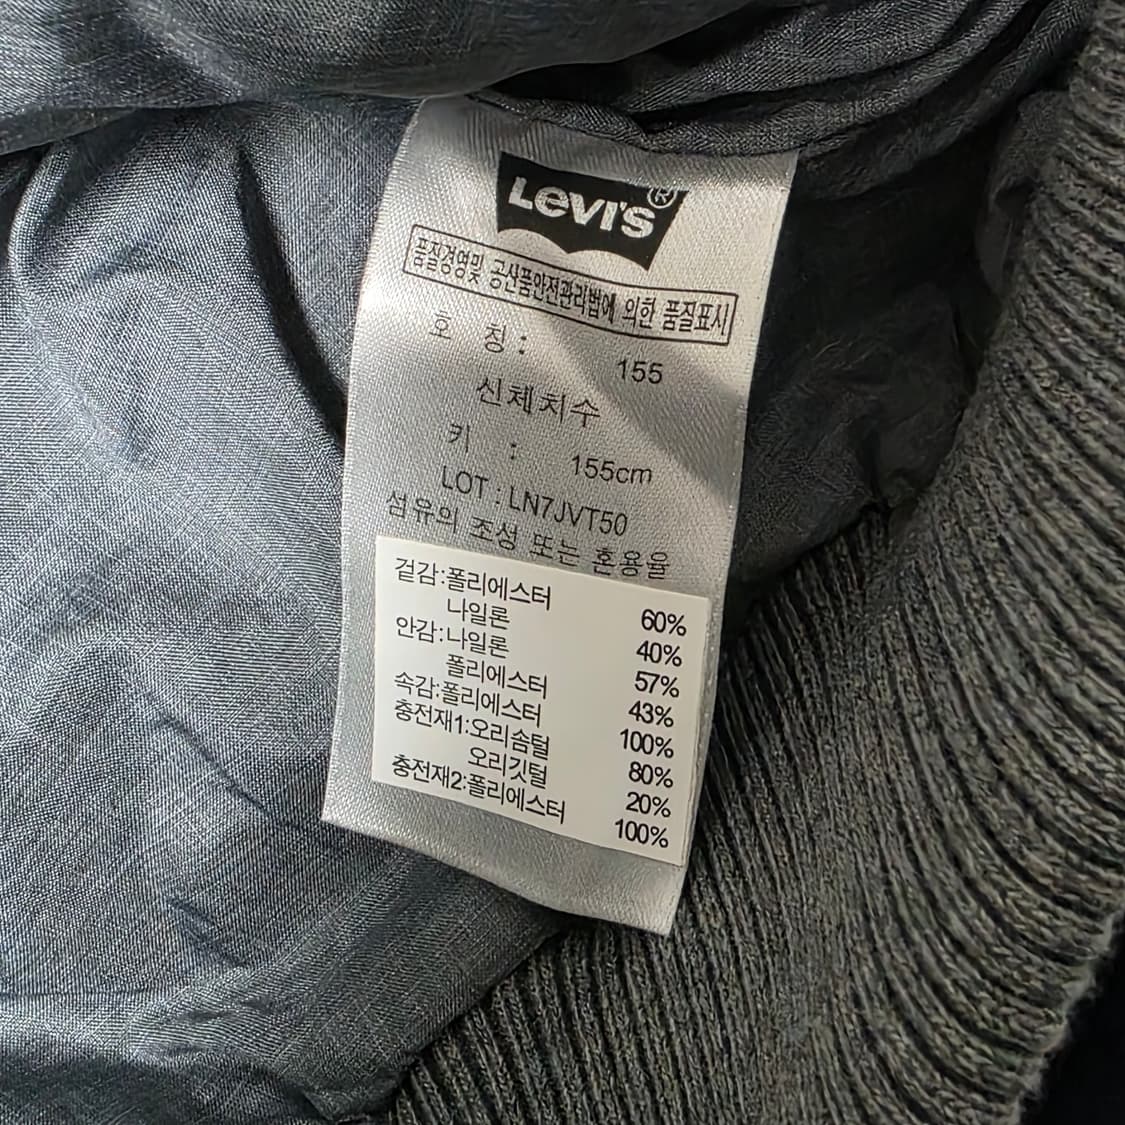 Levi's®
품질경영및 공산품안전관리법에 의한 품질표시
호 칭 : 155
신체치수
키 : 155cm
LOT : LN7JVT50
섬유의 조성 또는 혼용율
겉감:폴리에스터 60%
나일론 40%
안감:나일론 57%
폴리에스터 43%
속감:폴리에스터 100%
충전재1:오리솜털 80%
오리깃털 20%
충전재2:폴리에스터 100%